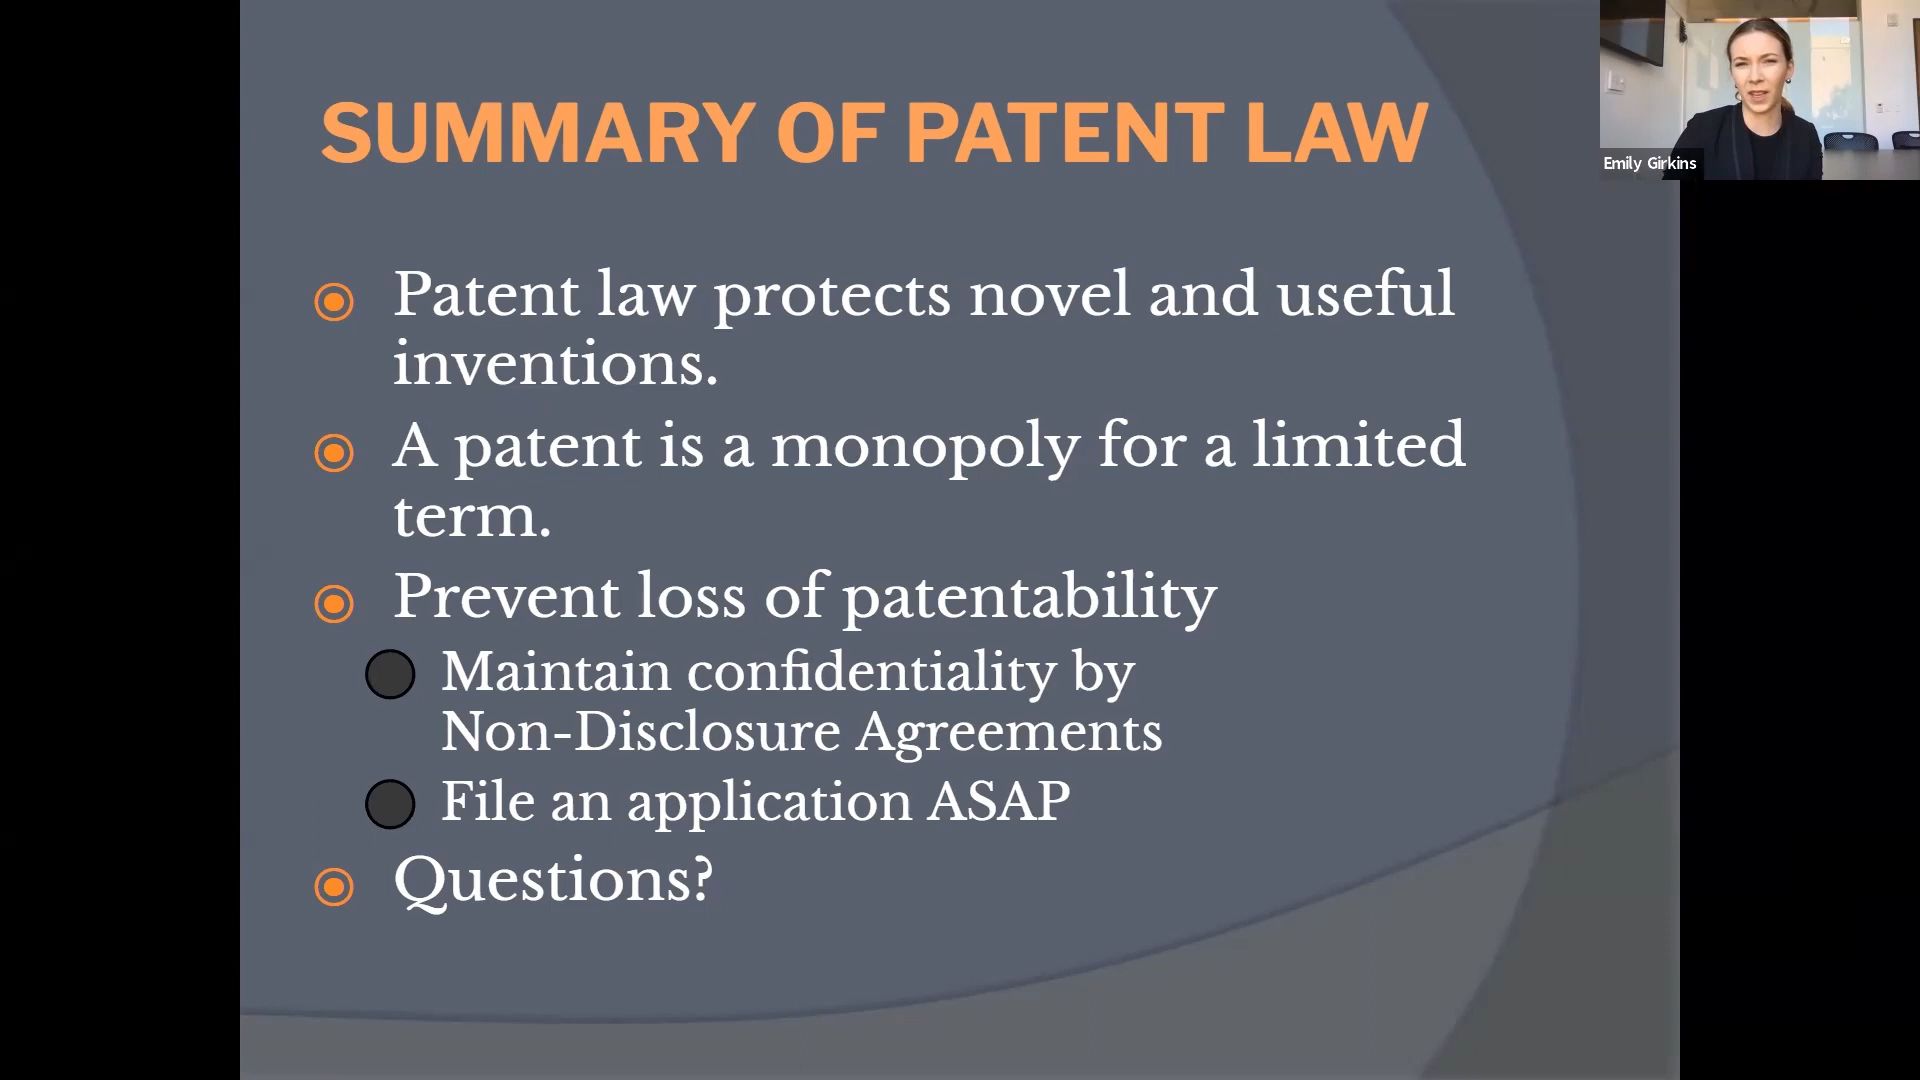 SUMMARY OF PATENT LAW
Emily Girkins
Patent law protects novel and useful
inventions.
A patent is a monopoly for a limited
term.
Prevent loss of patentability
Maintain confidentiality by
Non-Disclosure Agreements
File an application ASAP
Questions?